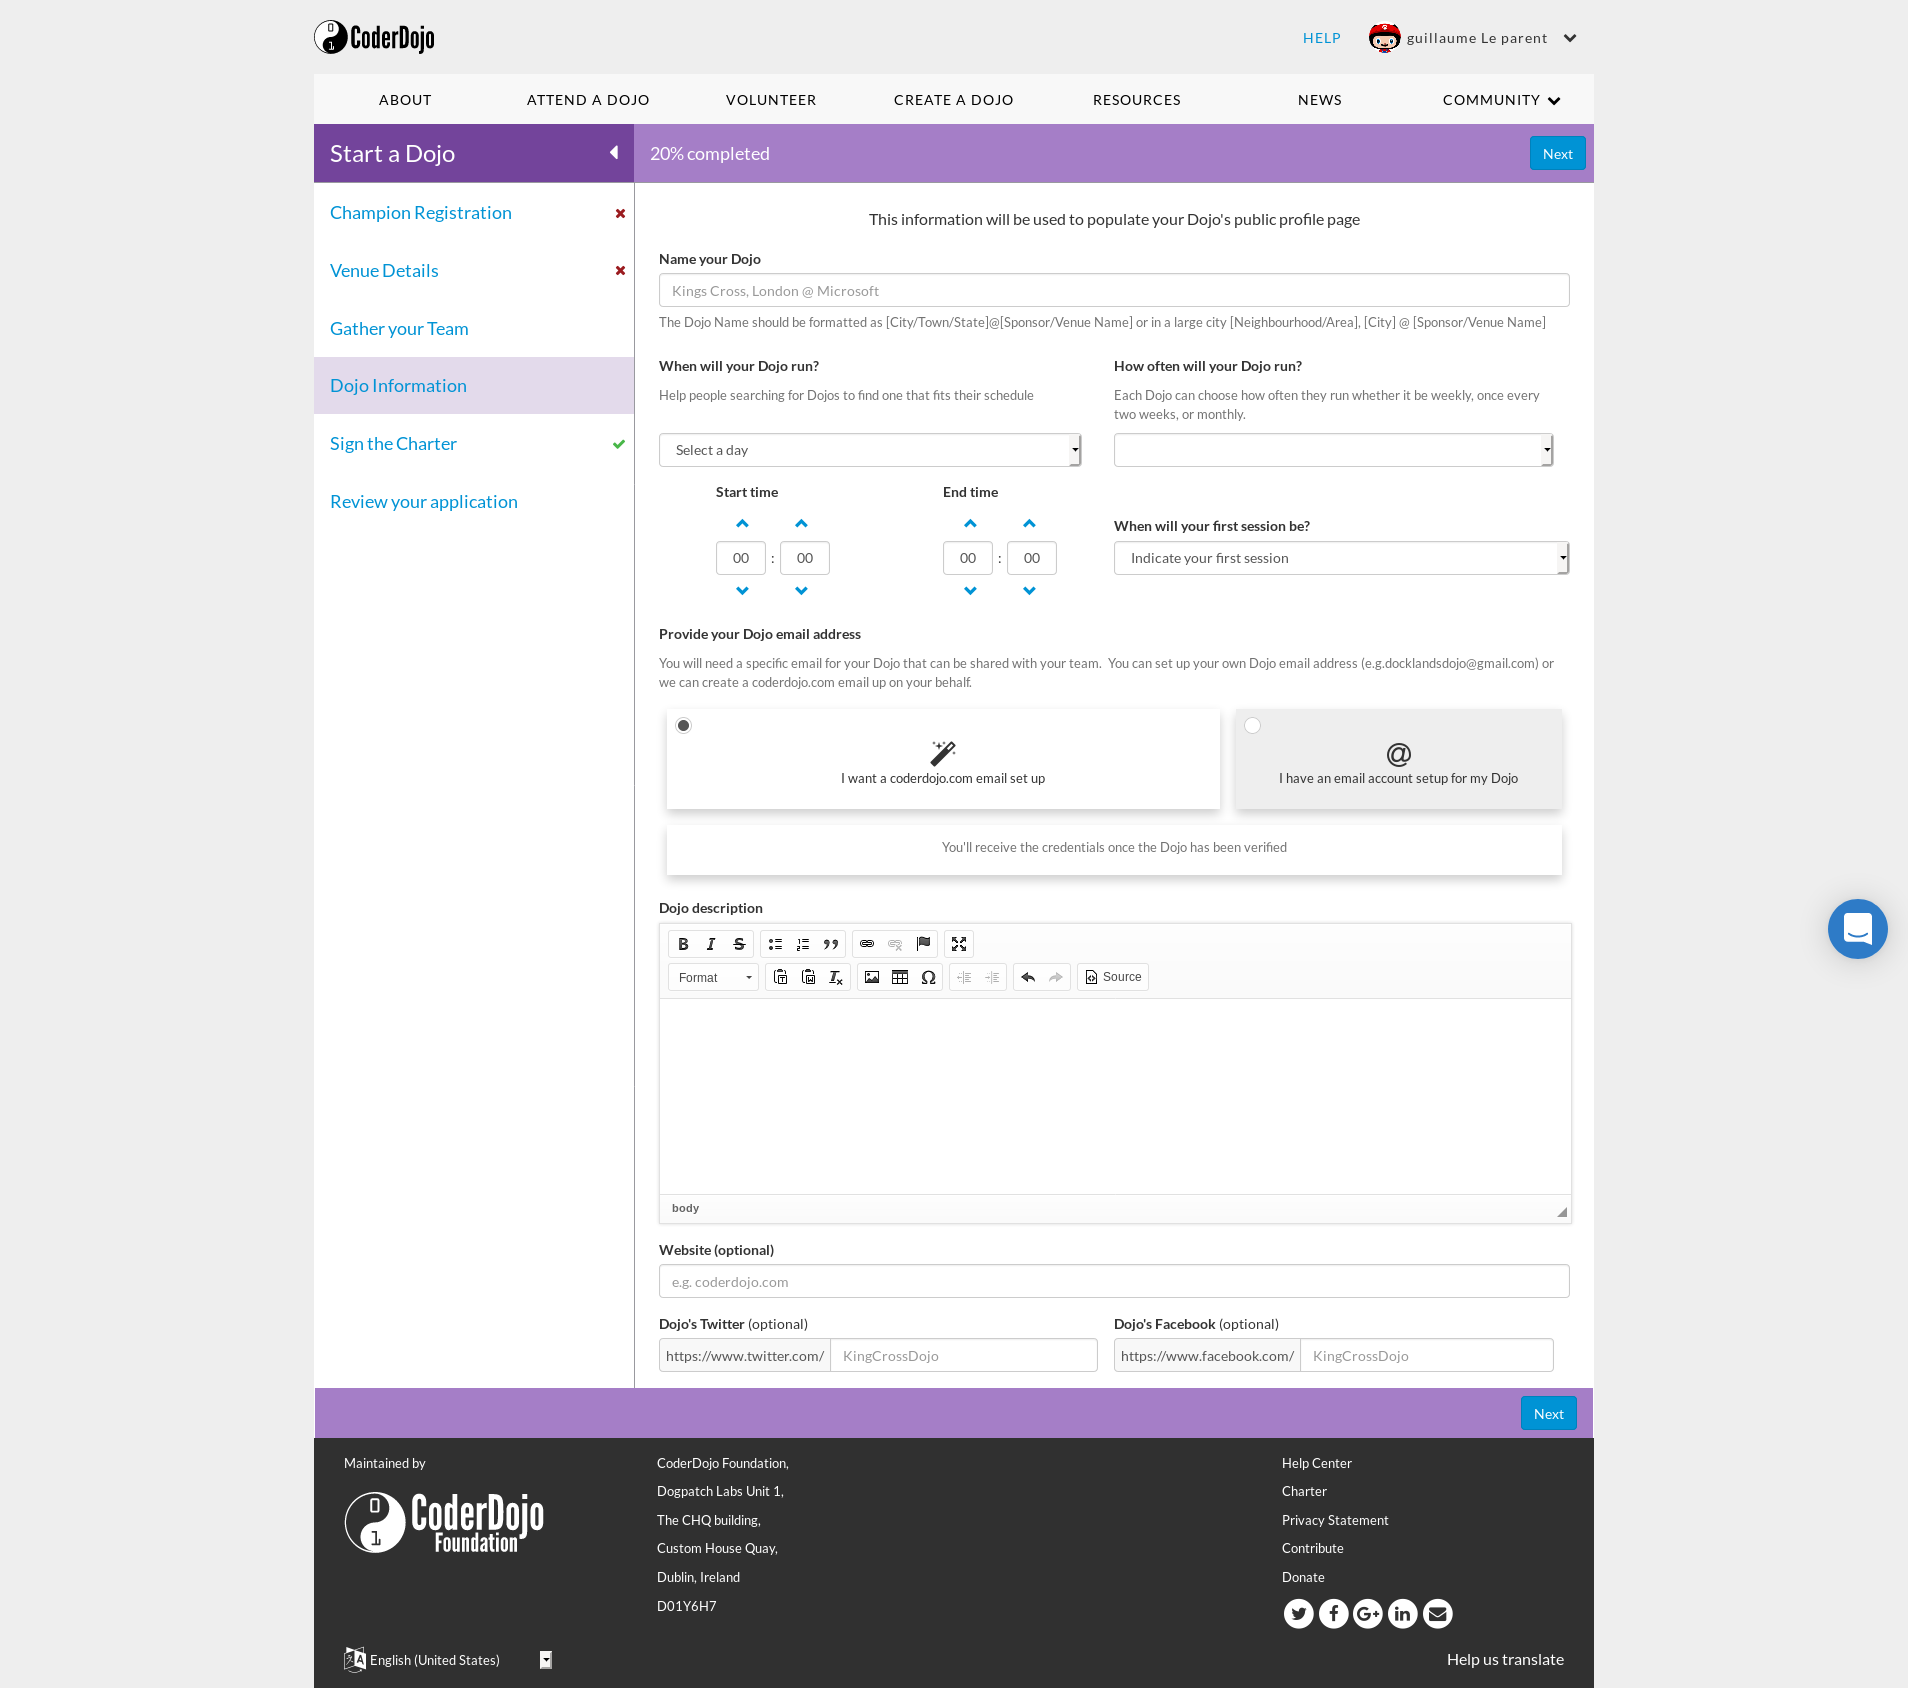 CoderDojo
HELP
guillaume Le parent
ABOUT
ATTEND A DOJO
VOLUNTEER
CREATE A DOJO
RESOURCES
NEWS
COMMUNITY
Start a Dojo
20% completed
Next
Champion Registration
Venue Details
Gather your Team
Dojo Information
Sign the Charter
Review your application
This information will be used to populate your Dojo's public profile page
Name your Dojo
Kings Cross, London @ Microsoft
The Dojo Name should be formatted as [City/Town/State]@[Sponsor/Venue Name] or in a large city [Neighbourhood/Area], [City] @ [Sponsor/Venue Name]
When will your Dojo run?
Help people searching for Dojos to find one that fits their schedule
Select a day
How often will your Dojo run?
Each Dojo can choose how often they run whether it be weekly, once every
two weeks, or monthly.
Start time
00 : 00
End time
00 : 00
When will your first session be?
Indicate your first session
Provide your Dojo email address
You will need a specific email for your Dojo that can be shared with your team.  You can set up your own Dojo email address (e.g.docklandsdojo@gmail.com) or
we can create a coderdojo.com email up on your behalf.
I want a coderdojo.com email set up
@
I have an email account setup for my Dojo
You'll receive the credentials once the Dojo has been verified
Dojo description
B I S
Format
Source
body
Website (optional)
e.g. coderdojo.com
Dojo's Twitter (optional)
https://www.twitter.com/ KingCrossDojo
Dojo's Facebook (optional)
https://www.facebook.com/ KingCrossDojo
Next
Maintained by
CoderDojo
Foundation
CoderDojo Foundation,
Dogpatch Labs Unit 1,
The CHQ building,
Custom House Quay,
Dublin, Ireland
D01Y6H7
Help Center
Charter
Privacy Statement
Contribute
Donate
English (United States)
Help us translate